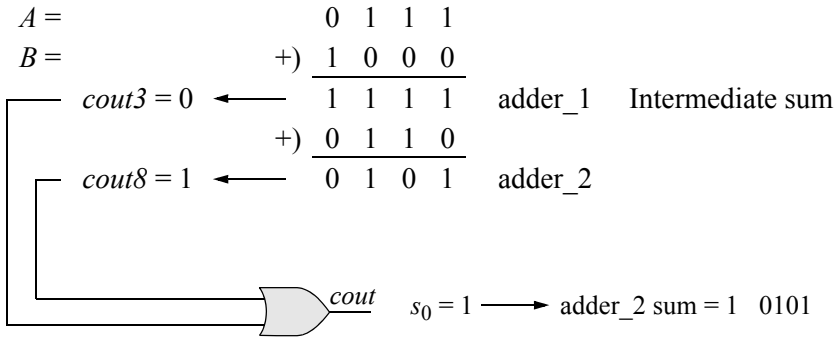 A = 0 1 1 1
B = +) 1 0 0 0
cout3 = 0 1 1 1 1 adder_1 Intermediate sum
+) 0 1 1 0
cout8 = 1 0 1 0 1 adder_2
cout s0 = 1 adder_2 sum = 1 0101